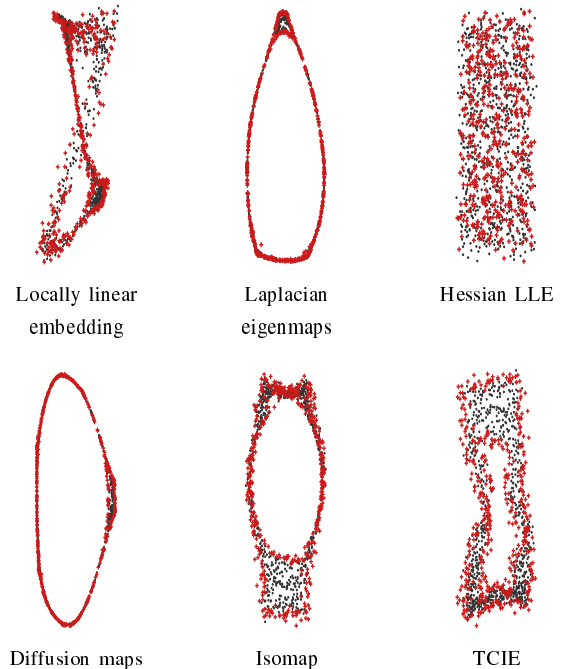 Locally linear
embedding
Laplacian
eigenmaps
Hessian LLE
Diffusion maps
Isomap
TCIE